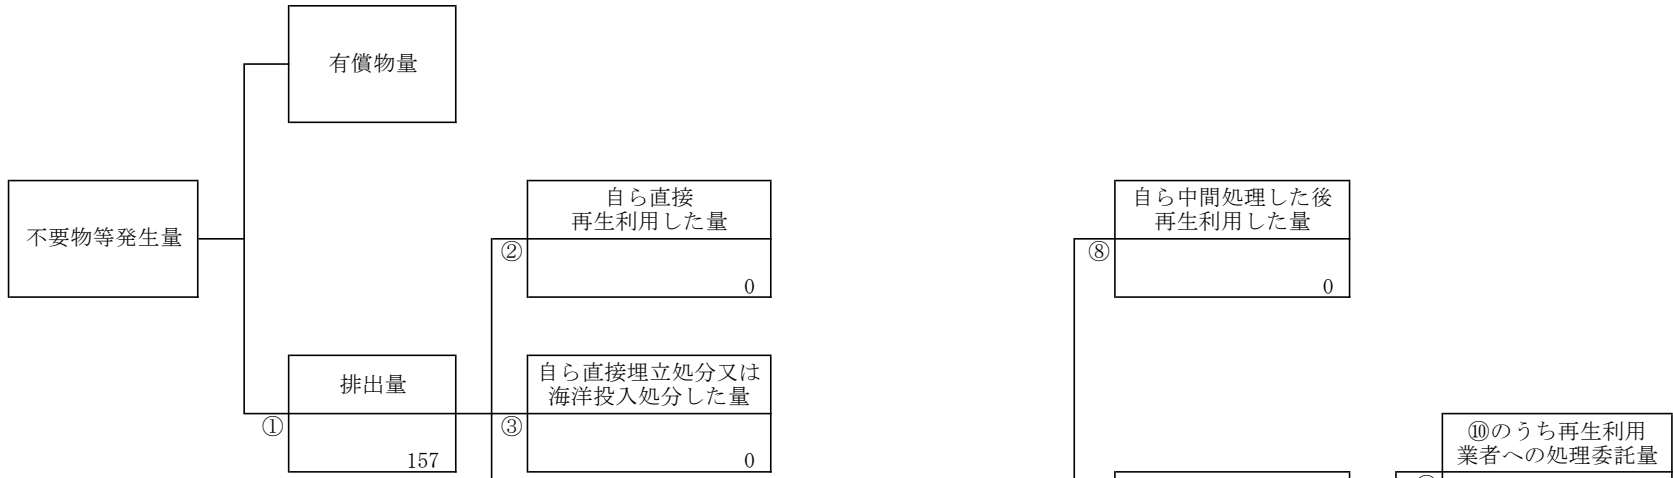 有償物量
不要物等発生量
自ら直接
再生利用した量
②
0
自ら中間処理した後
再生利用した量
⑧
0
排出量
①
157
自ら直接埋立処分又は
海洋投入処分した量
③
0
⑩のうち再生利用
業者への処理委託量